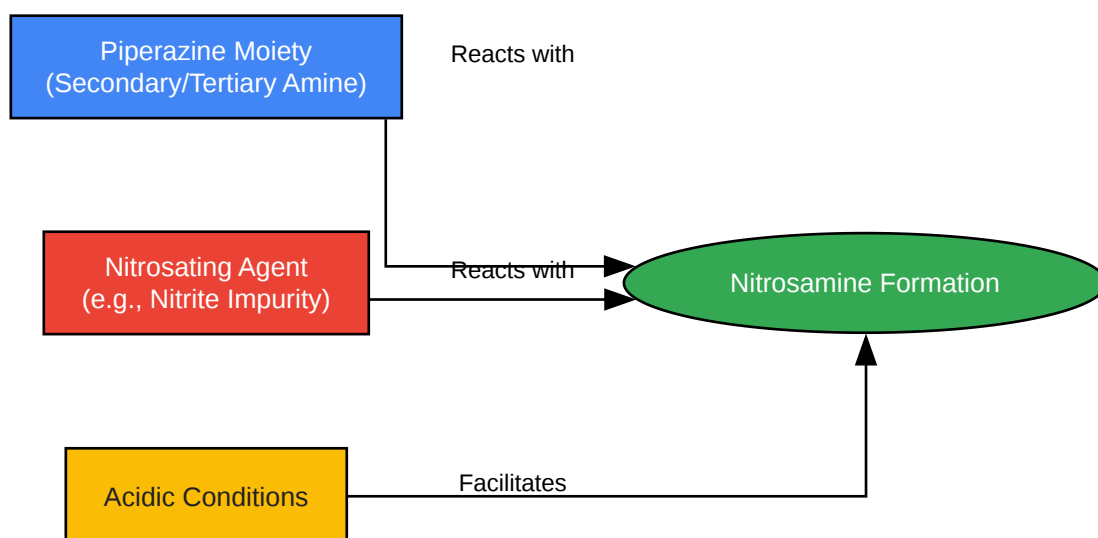 Piperazine Moiety
(Secondary/Tertiary Amine)
Reacts with
Nitrosating Agent
(e.g., Nitrite Impurity)
Reacts with
Nitrosamine Formation
Acidic Conditions
Facilitates